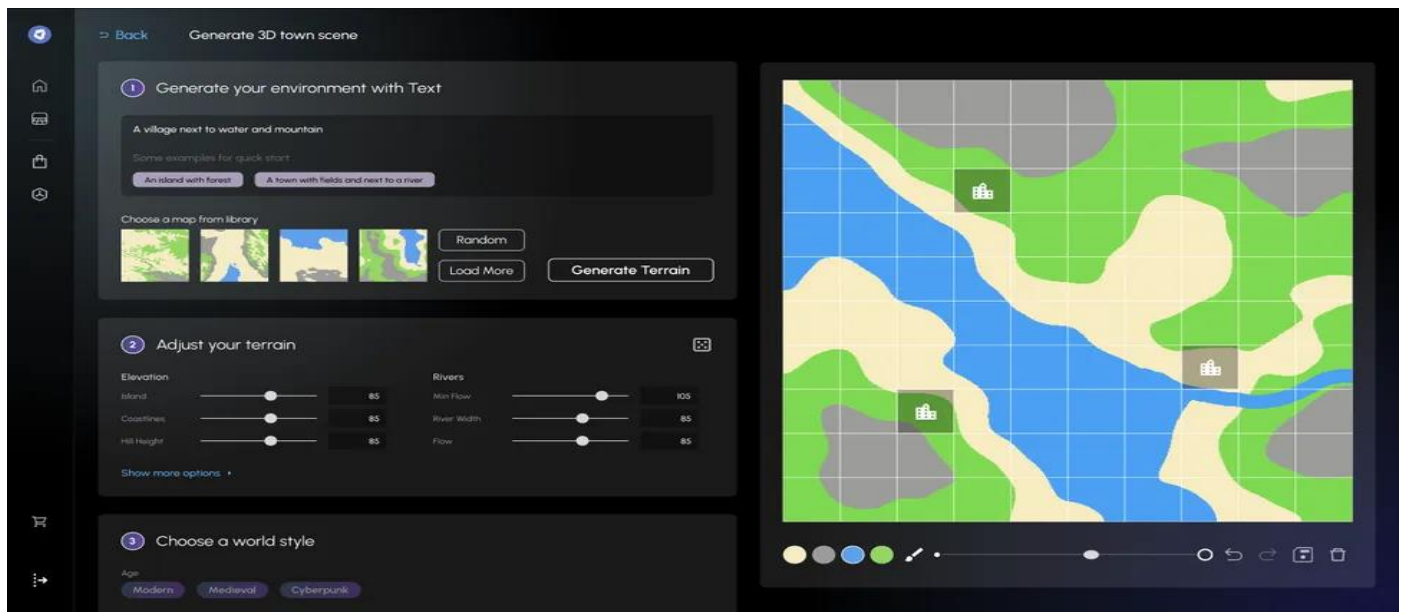 Back Generate 3D town scene
1 Generate your environment with Text
A village next to water and mountain
Some examples for quick start
An island with forest A town with fields and next to a river
Choose a map from library
Random
Load More Generate Terrain
2 Adjust your terrain
Elevation Rivers
Island 85 Min Flow 105
Coastlines 85 River Width 85
Hill Height 85 Flow 85
Show more options
3 Choose a world style
Age
Modern Medieval Cyberpunk